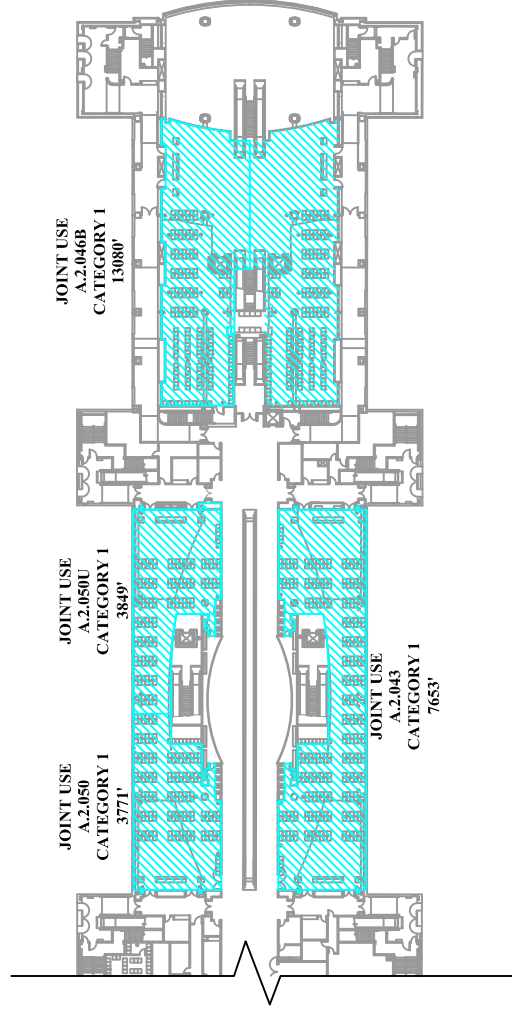 JOINT USE
A.2.046B
CATEGORY 1
13080'
JOINT USE
A.2.050U
CATEGORY 1
3849'
JOINT USE
A.2.043
CATEGORY 1
7653'
JOINT USE
A.2.050
CATEGORY 1
3771'